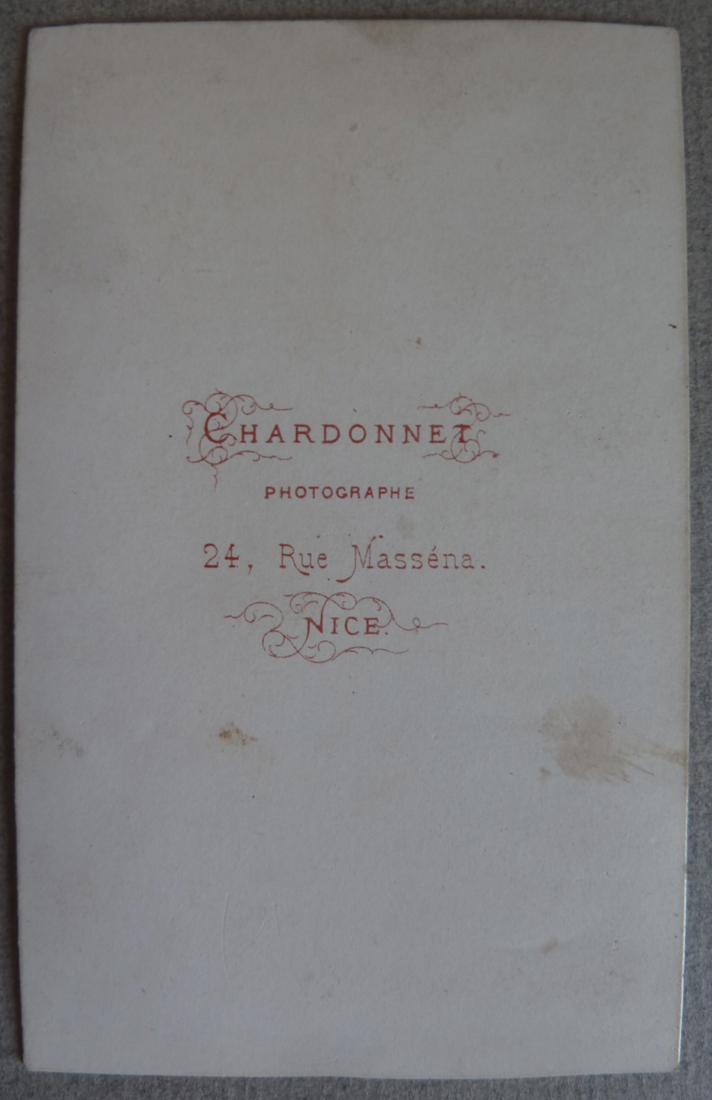 CHARDONNET
PHOTOGRAPHE
24, Rue Masséna.
NICE.